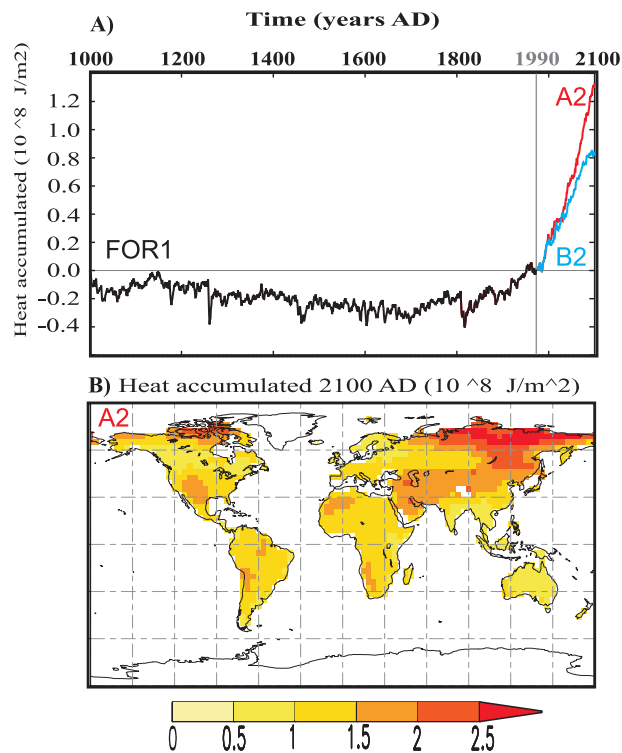 A) Time (years AD)
1000 1200 1400 1600 1800 1990 2100
Heat accumulated (10 ^8 J/m2)
1.2
1.0
0.8
0.6
0.4
0.2
0.0
-0.2
-0.4
A2
B2
FOR1
B) Heat accumulated 2100 AD (10 ^8 J/m^2)
A2
0 0.5 1 1.5 2 2.5